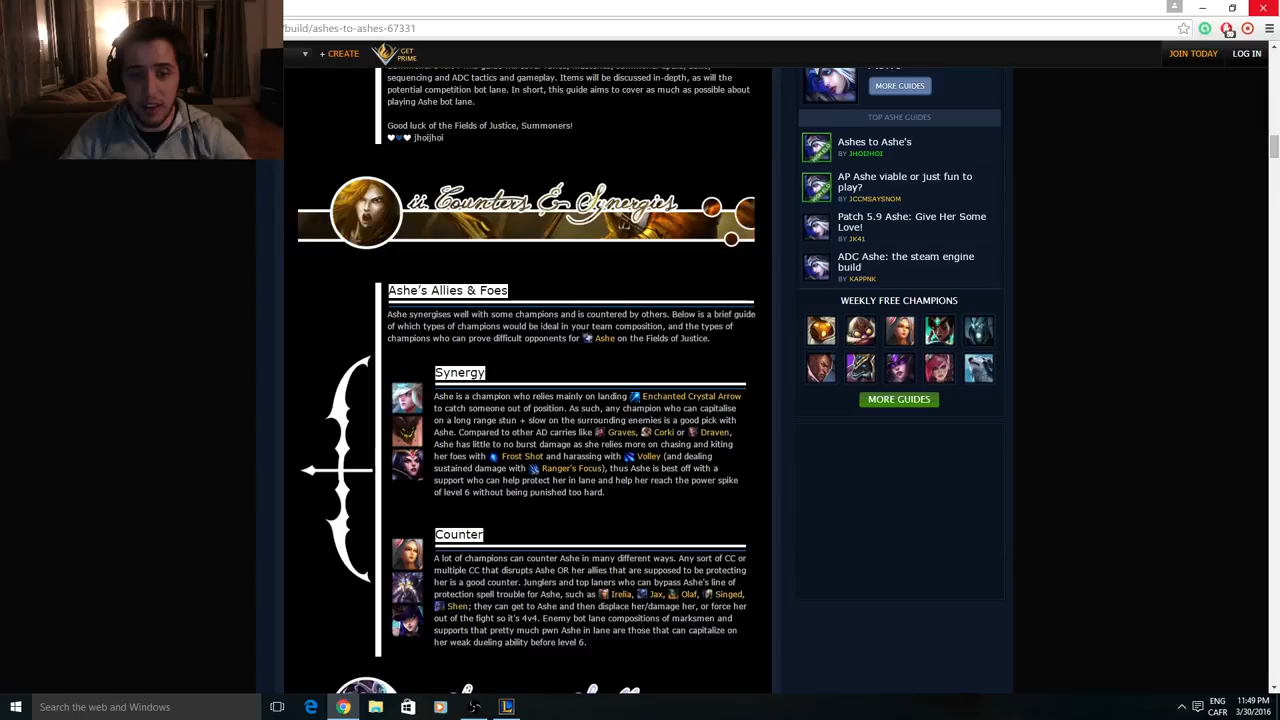 /build/ashes-to-ashes-67331
+ CREATE
GET PRIME
JOIN TODAY
LOG IN
sequencing and ADC tactics and gameplay. Items will be discussed in-depth, as will the
potential competition bot lane. In short, this guide aims to cover as much as possible about
playing Ashe bot lane.
Good luck of the Fields of Justice, Summoners!
jhoijhoi
ii. Counters & Synergies
Ashe's Allies & Foes
Ashe synergises well with some champions and is countered by others. Below is a brief guide
of which types of champions would be ideal in your team composition, and the types of
champions who can prove difficult opponents for Ashe on the Fields of Justice.
Synergy
Ashe is a champion who relies mainly on landing Enchanted Crystal Arrow
to catch someone out of position. As such, any champion who can capitalise
on a long range stun + slow on the surrounding enemies is a good pick with
Ashe. Compared to other AD carries like Graves, Corki or Draven,
Ashe has little to no burst damage as she relies more on chasing and kiting
her foes with Frost Shot and harassing with Volley (and dealing
sustained damage with Ranger's Focus), thus Ashe is best off with a
support who can help protect her in lane and help her reach the power spike
of level 6 without being punished too hard.
Counter
A lot of champions can counter Ashe in many different ways. Any sort of CC or
multiple CC that disrupts Ashe OR her allies that are supposed to be protecting
her is a good counter. Junglers and top laners who can bypass Ashe's line of
protection spell trouble for Ashe, such as Irelia, Jax, Olaf, Singed,
Shen; they can get to Ashe and then displace her/damage her, or force her
out of the fight so it's 4v4. Enemy bot lane compositions of marksmen and
supports that pretty much pwn Ashe in lane are those that can capitalize on
her weak dueling ability before level 6.
MORE GUIDES
TOP ASHE GUIDES
Ashes to Ashe's
BY JHOIJHOI
AP Ashe viable or just fun to
play?
BY JCCMSAYSNOM
Patch 5.9 Ashe: Give Her Some
Love!
BY JK41
ADC Ashe: the steam engine
build
BY KAPPNK
WEEKLY FREE CHAMPIONS
MORE GUIDES
Search the web and Windows
ENG
CAFR
11:49 PM
3/30/2016